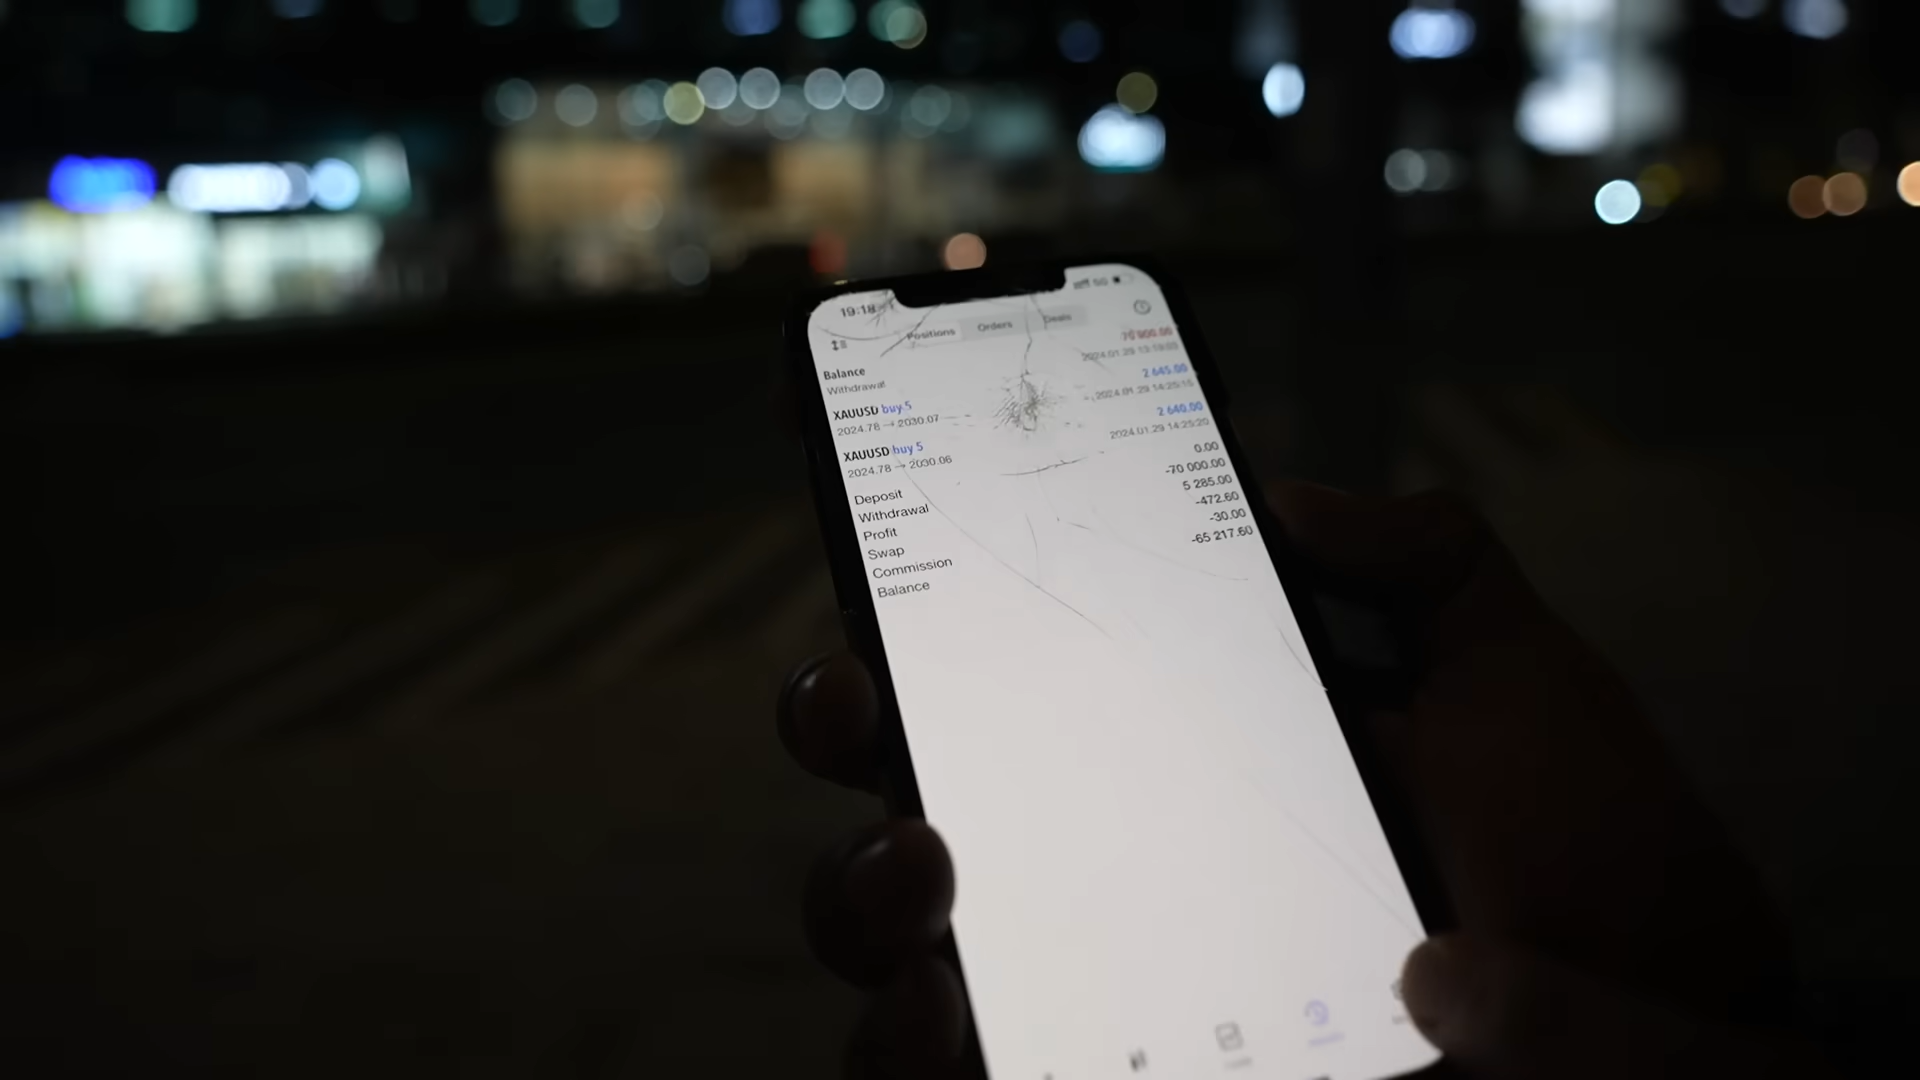 19:18 5G
Positions Orders Deals
Balance
Withdrawal 2024.01.29 13:19:03
XAUUSD buy 5 2 645.00
2024.78 → 2030.07 2024.01.29 14:25:15
XAUUSD buy 5 2 640.00
2024.78 → 2030.06 2024.01.29 14:25:20
Deposit 0.00
Withdrawal -70 000.00
Profit 5 285.00
Swap -472.60
Commission -30.00
Balance -65 217.60